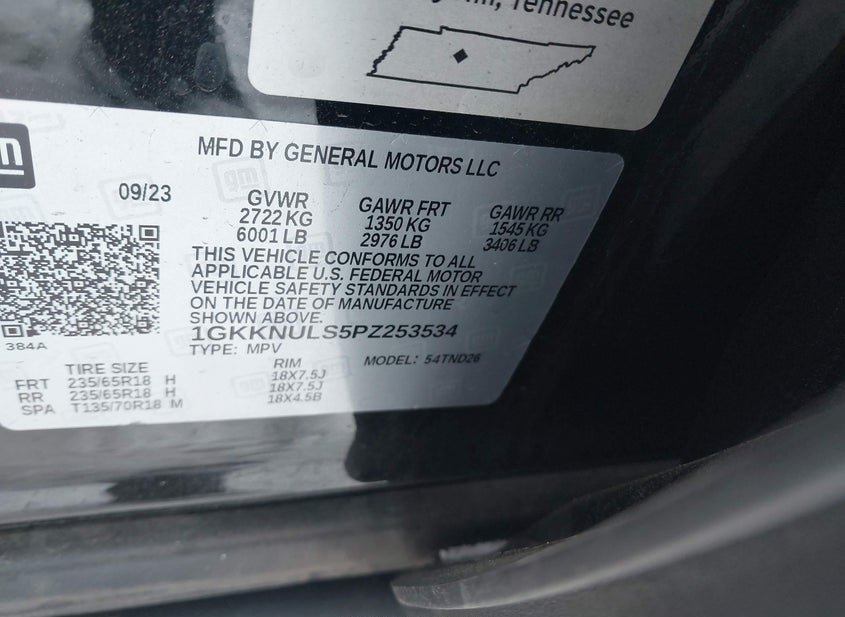 Tennessee
m
MFD BY GENERAL MOTORS LLC
09/23
GVWR
2722 KG
6001 LB
GAWR FRT
1350 KG
2976 LB
GAWR RR
1545 KG
3406 LB
THIS VEHICLE CONFORMS TO ALL
APPLICABLE U.S. FEDERAL MOTOR
VEHICLE SAFETY STANDARDS IN EFFECT
ON THE DATE OF MANUFACTURE
SHOWN ABOVE.
1GKKNULS5PZ253534
TYPE: MPV MODEL: 54TND26
384A
TIRE SIZE RIM
FRT 235/65R18 H 18X7.5J
RR 235/65R18 H 18X7.5J
SPA T135/70R18 M 18X4.5B